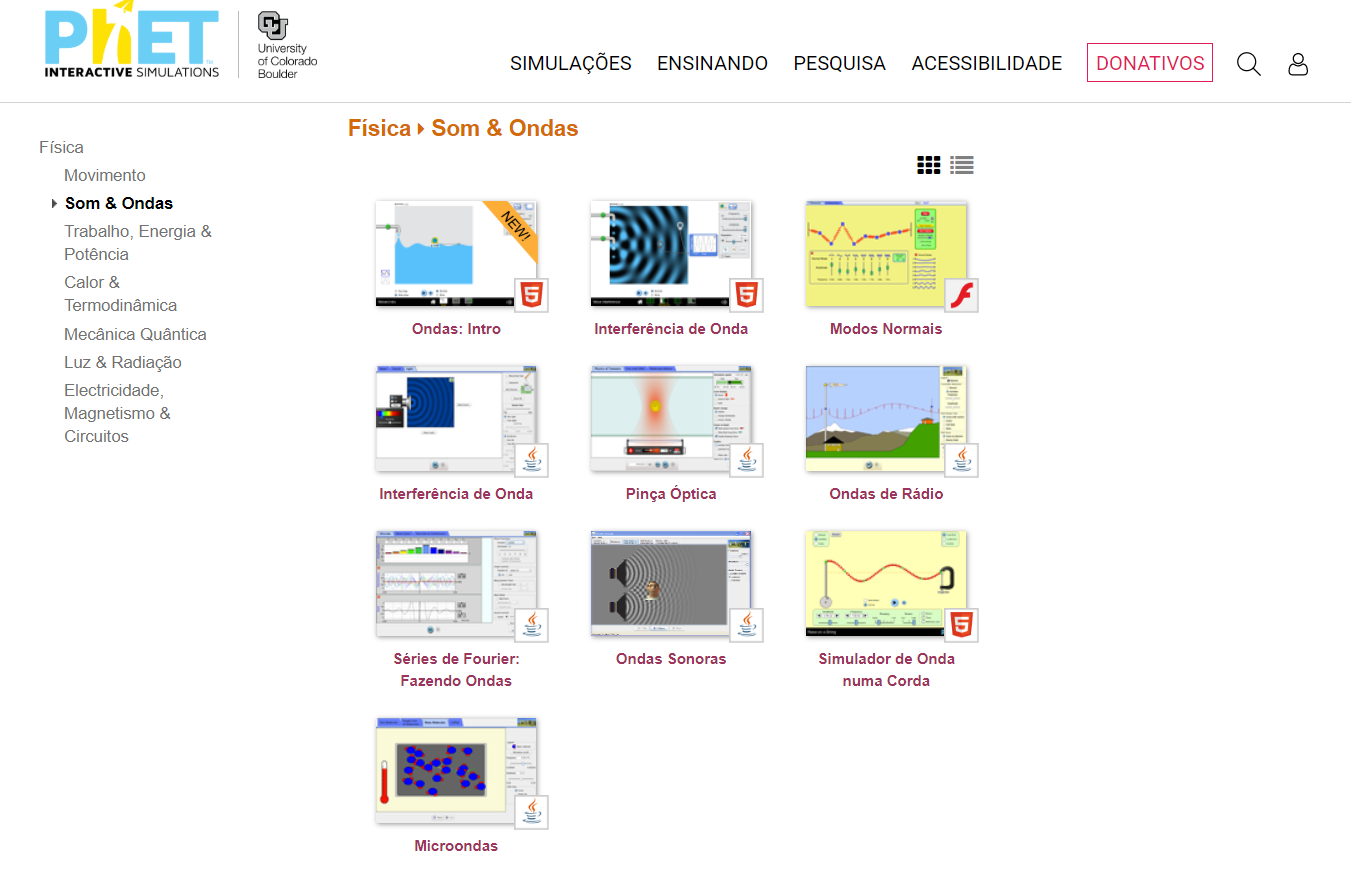 PhET
INTERACTIVE SIMULATIONS
University
of Colorado
Boulder
SIMULAÇÕES ENSINANDO PESQUISA ACESSIBILIDADE DONATIVOS
Física
Movimento
Som & Ondas
Trabalho, Energia &
Potência
Calor &
Termodinâmica
Mecânica Quântica
Luz & Radiação
Electricidade,
Magnetismo &
Circuitos
Física Som & Ondas
NEW!
Ondas: Intro
Interferência de Onda
Modos Normais
Interferência de Onda
Pinça Óptica
Ondas de Rádio
Séries de Fourier:
Fazendo Ondas
Ondas Sonoras
Simulador de Onda
numa Corda
Microondas